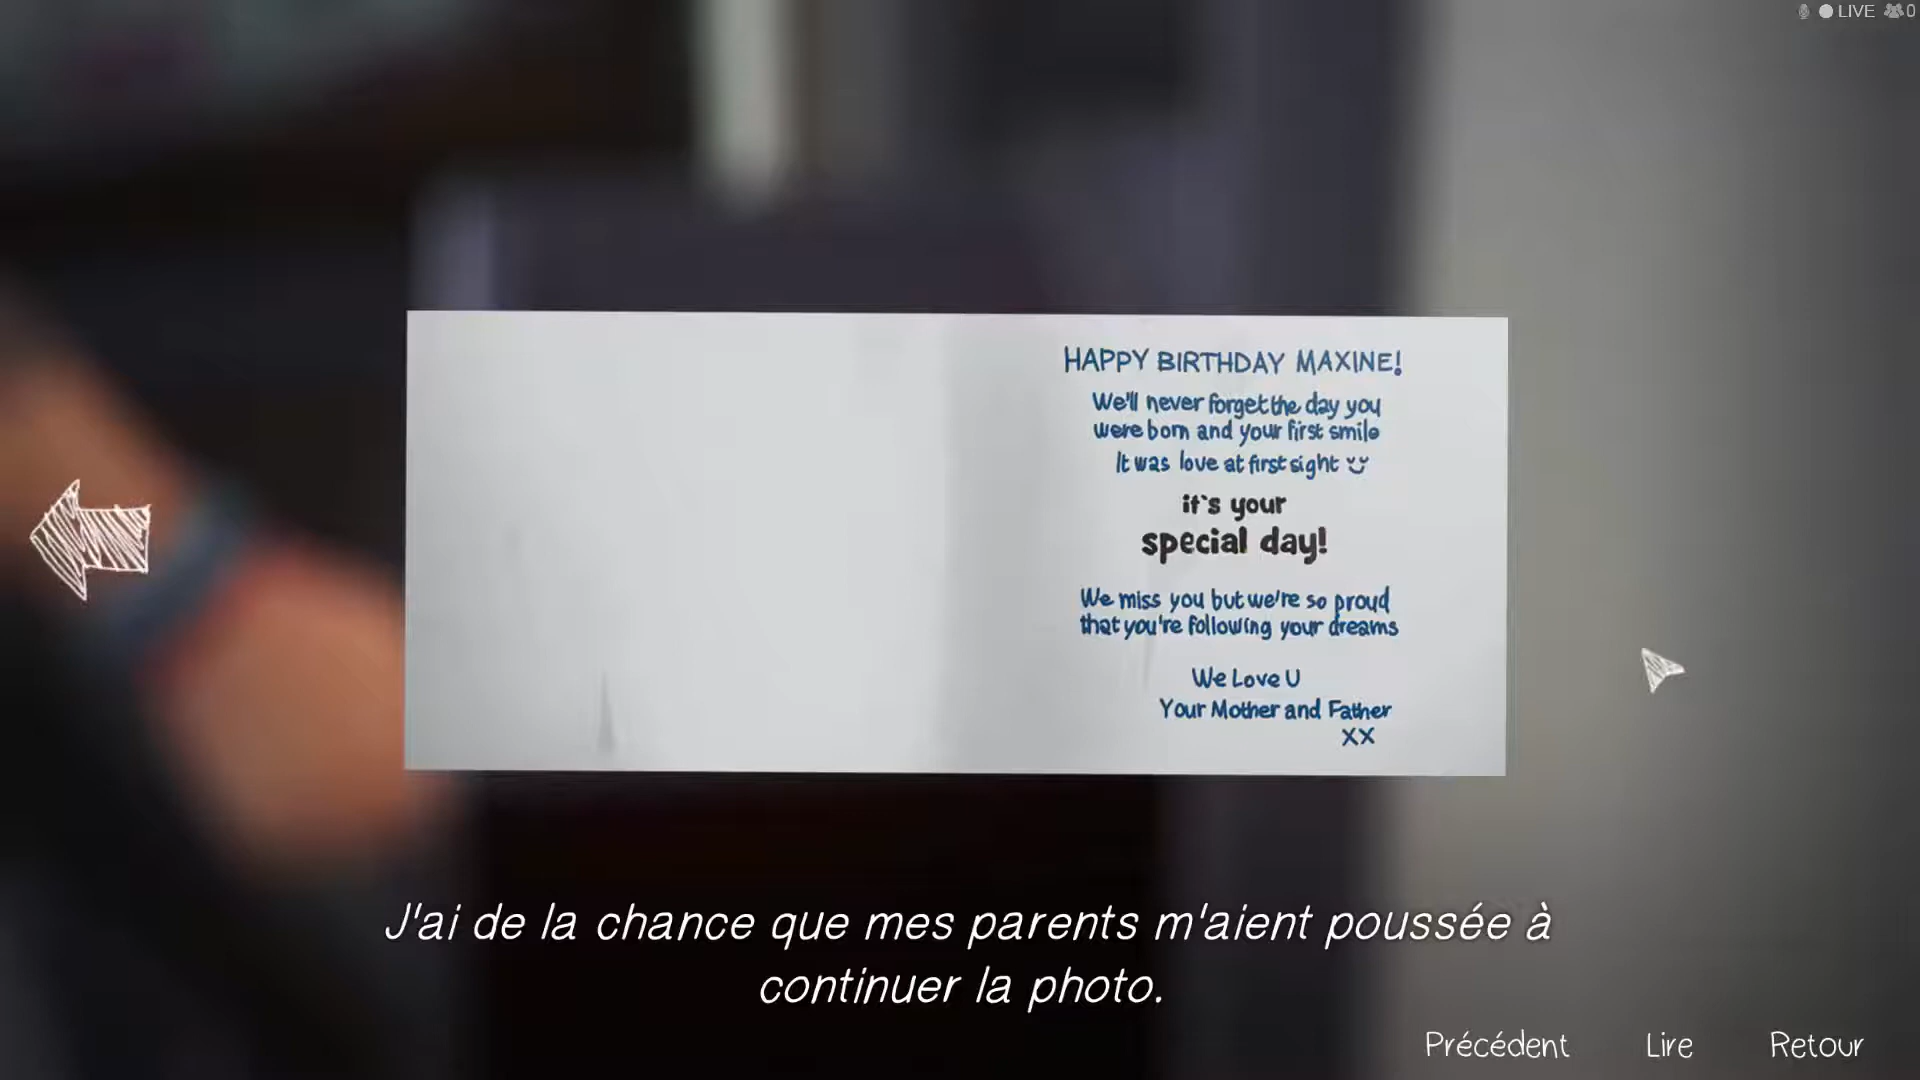 LIVE 0
HAPPY BIRTHDAY MAXINE!
We'll never forget the day you
were born and your first smile
It was love at first sight
it's your
special day!
We miss you but we're so proud
that you're following your dreams
We Love U
Your Mother and Father
XX
J'ai de la chance que mes parents m'aient poussée à
continuer la photo.
Précédent Lire Retour